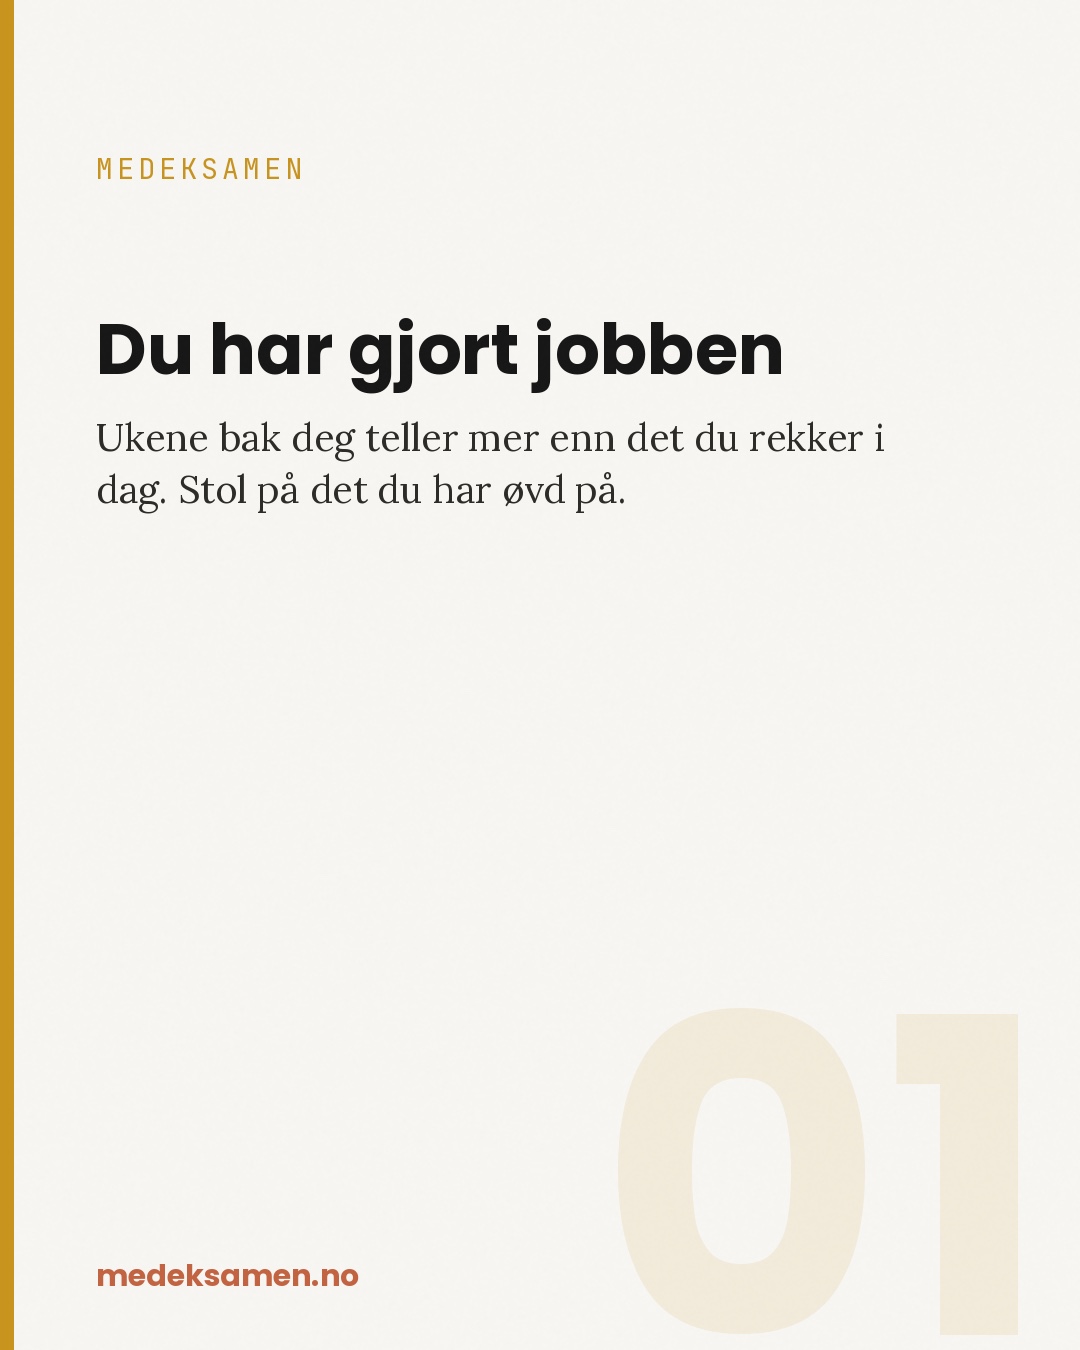 MEDEKSAMEN
Du har gjort jobben
Ukene bak deg teller mer enn det du rekker i
dag. Stol på det du har øvd på.
01
medeksamen.no